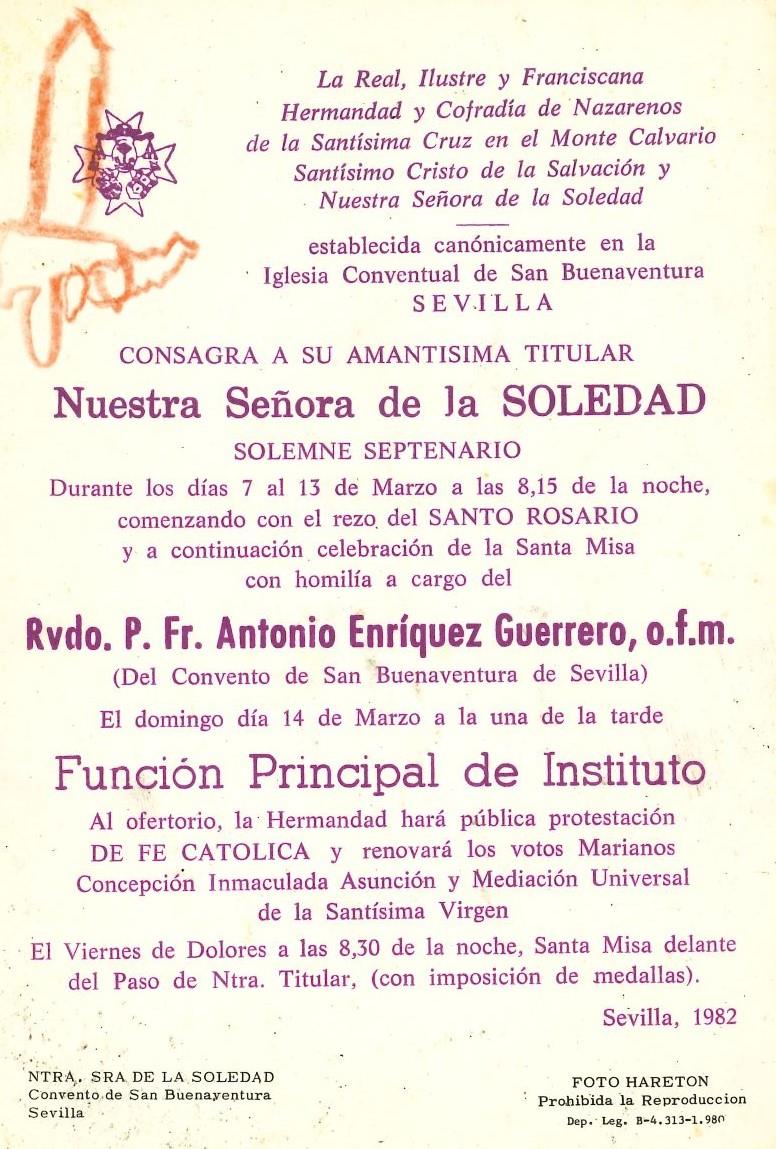 La Real, Ilustre y Franciscana
Hermandad y Cofradía de Nazarenos
de la Santísima Cruz en el Monte Calvario
Santísimo Cristo de la Salvación y
Nuestra Señora de la Soledad
establecida canónicamente en la
Iglesia Conventual de San Buenaventura
SEVILLA
CONSAGRA A SU AMANTISIMA TITULAR
Nuestra Señora de la SOLEDAD
SOLEMNE SEPTENARIO
Durante los días 7 al 13 de Marzo a las 8,15 de la noche,
comenzando con el rezo del SANTO ROSARIO
y a continuación celebración de la Santa Misa
con homilía a cargo del
Rvdo. P. Fr. Antonio Enríquez Guerrero, o.f.m.
(Del Convento de San Buenaventura de Sevilla)
El domingo día 14 de Marzo a la una de la tarde
Función Principal de Instituto
Al ofertorio, la Hermandad hará pública protestación
DE FE CATOLICA y renovará los votos Marianos
Concepción Inmaculada Asunción y Mediación Universal
de la Santísima Virgen
El Viernes de Dolores a las 8,30 de la noche, Santa Misa delante
del Paso de Ntra. Titular, (con imposición de medallas).
Sevilla, 1982
NTRA. SRA DE LA SOLEDAD
Convento de San Buenaventura
Sevilla
FOTO HARETON
Prohibida la Reproduccion
Dep. Leg. B-4.313-1.980